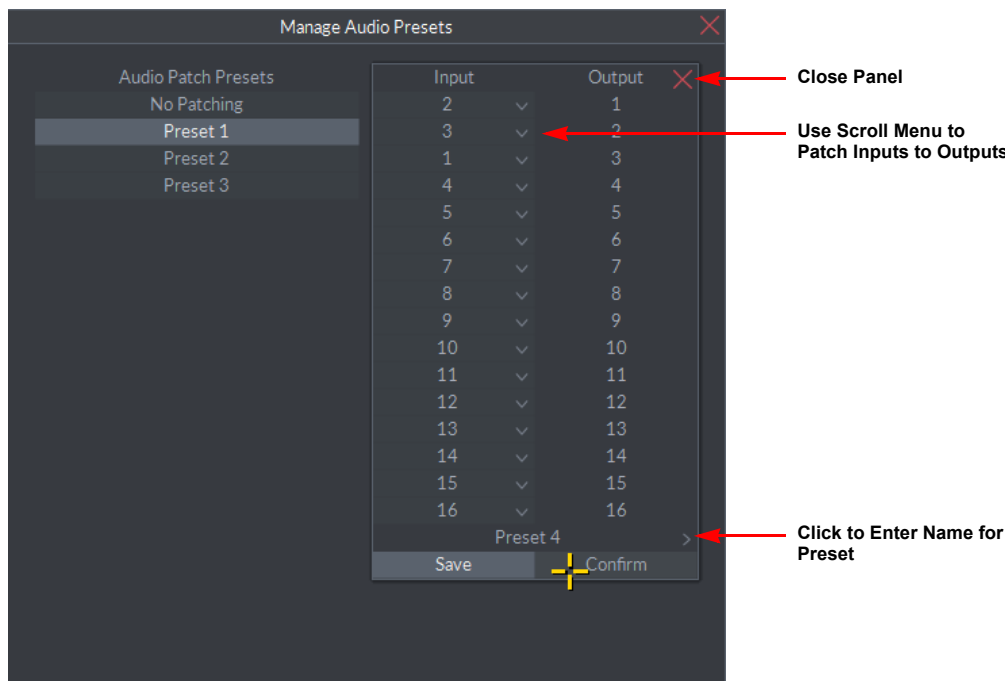 Manage Audio Presets
Audio Patch Presets
No Patching
Preset 1
Preset 2
Preset 3
Input Output
2 1
3 2
1 3
4 4
5 5
6 6
7 7
8 8
9 9
10 10
11 11
12 12
13 13
14 14
15 15
16 16
Preset 4
Save Confirm
Close Panel
Use Scroll Menu to
Patch Inputs to Outputs
Click to Enter Name for
Preset